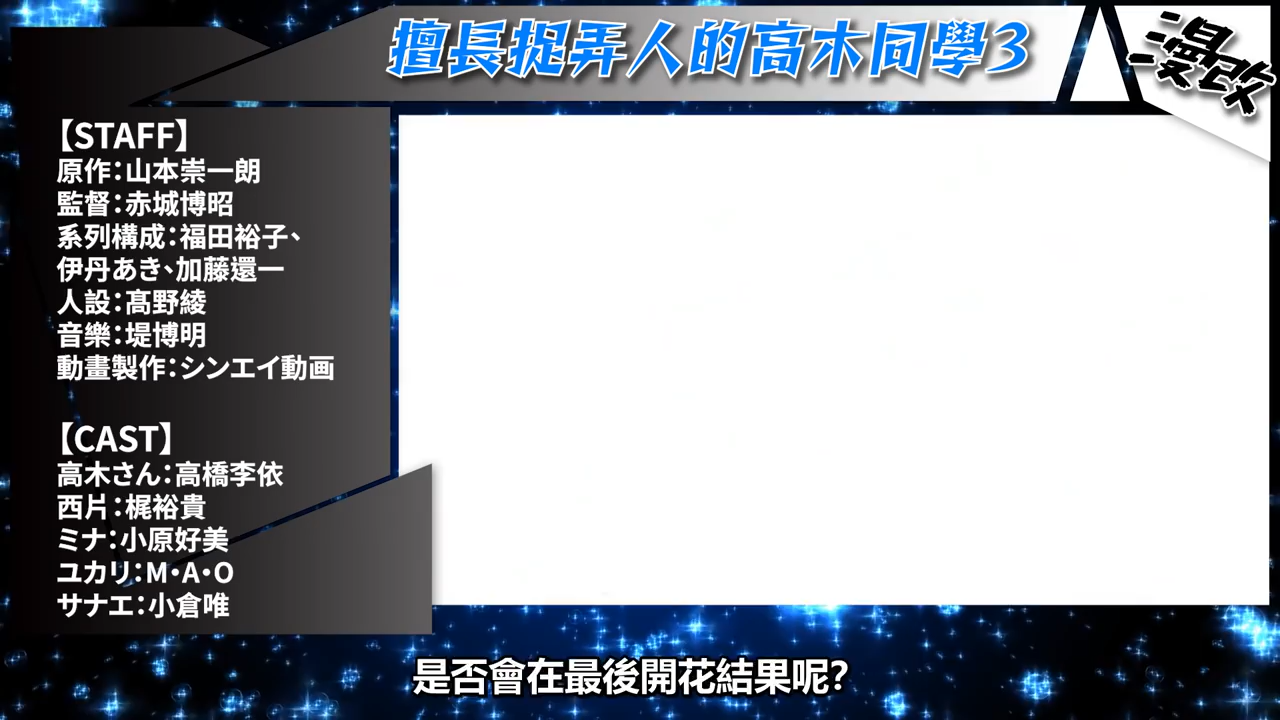 擅長捉弄人的高木同學3
漫改
【STAFF】
原作：山本崇一朗
監督：赤城博昭
系列構成：福田裕子、
伊丹あき、加藤還一
人設：髙野綾
音樂：堤博明
動畫製作：シンエイ動画
【CAST】
高木さん：高橋李依
西片：梶裕貴
ミナ：小原好美
ユカリ：M・A・O
サナエ：小倉唯
是否會在最後開花結果呢？